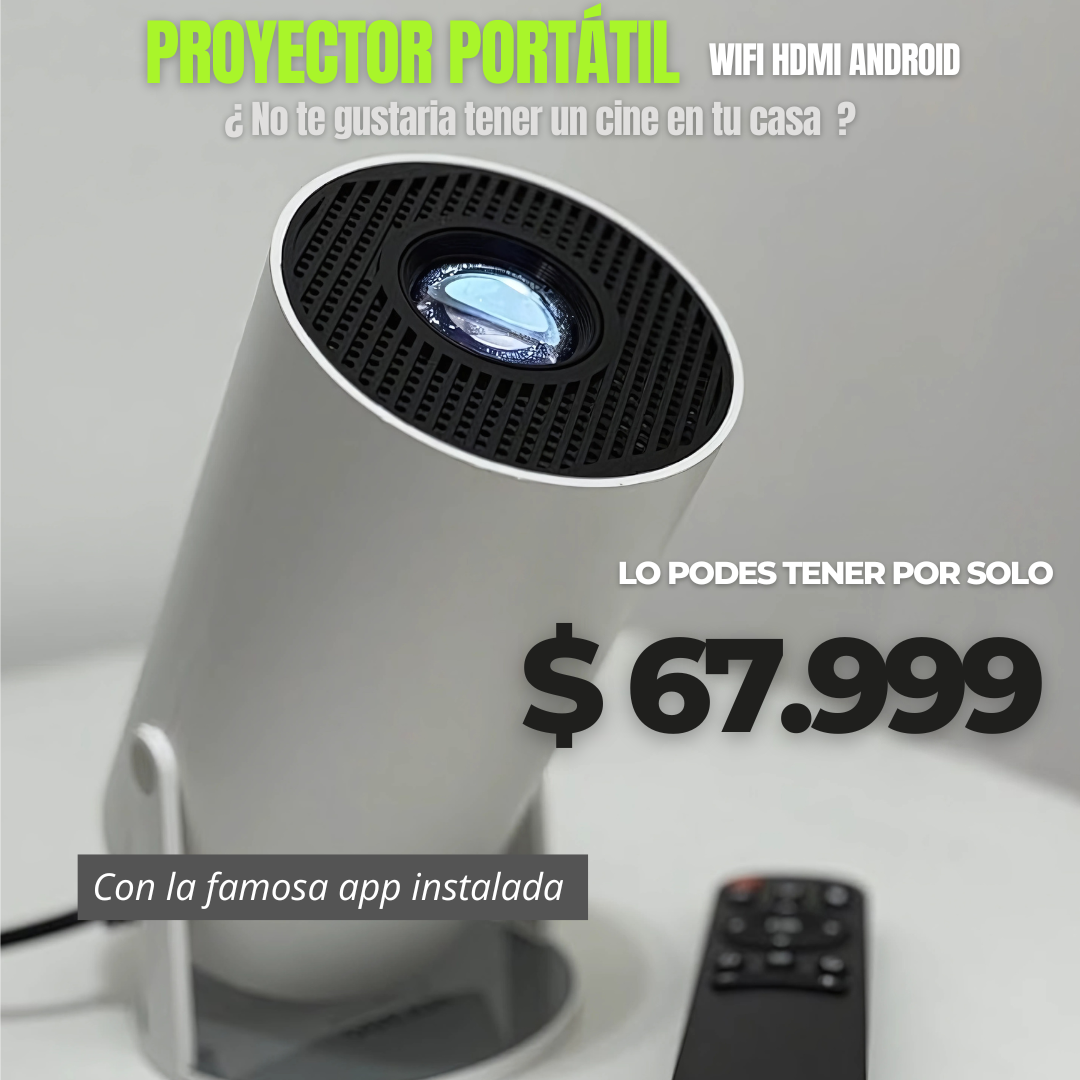 PROYECTOR PORTÁTIL WIFI HDMI ANDROID
¿ No te gustaria tener un cine en tu casa ?
LO PODES TENER POR SOLO
$ 67.999
Con la famosa app instalada